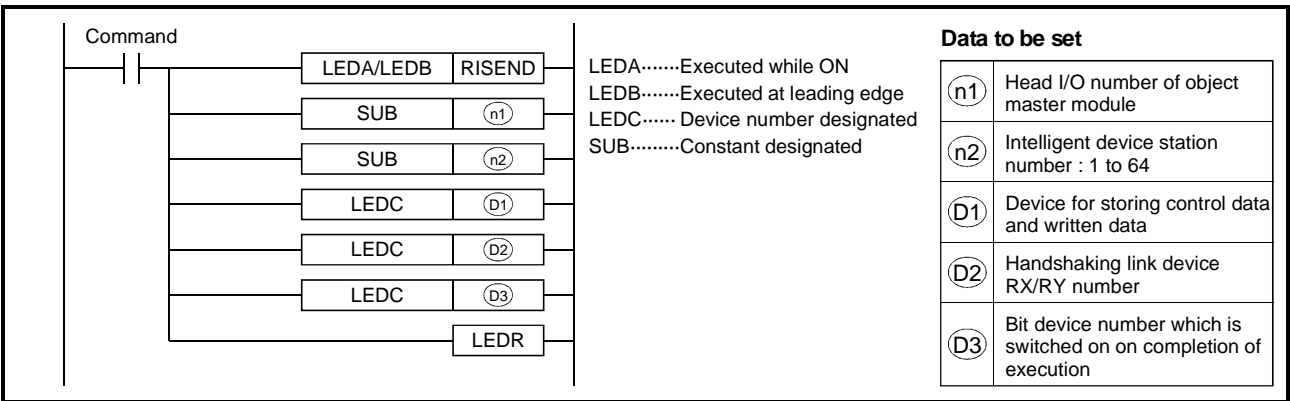 Command
LEDA/LEDB RISEND
SUB n1
SUB n2
LEDC D1
LEDC D2
LEDC D3
LEDR
LEDA·······Executed while ON
LEDB·······Executed at leading edge
LEDC······ Device number designated
SUB·········Constant designated
Data to be set
n1 Head I/O number of object
master module
n2 Intelligent device station
number : 1 to 64
D1 Device for storing control data
and written data
D2 Handshaking link device
RX/RY number
D3 Bit device number which is
switched on on completion of
execution